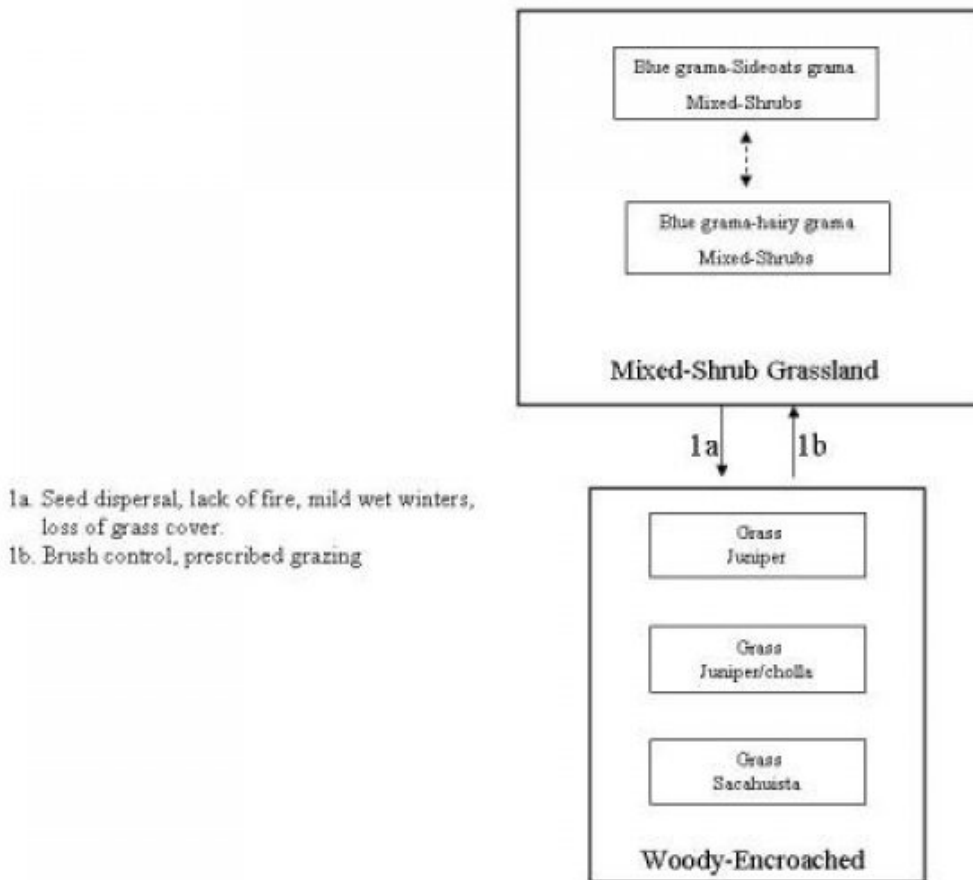 Blue grama-Sideoats grama
Mixed-Shrubs
Blue grama-hairy grama
Mixed-Shrubs
Mixed-Shrub Grassland
1a
1b
1a. Seed dispersal, lack of fire, mild wet winters,
loss of grass cover.
1b. Brush control, prescribed grazing
Grass
Juniper
Grass
Juniper/cholla
Grass
Sacahuista
Woody-Encroached